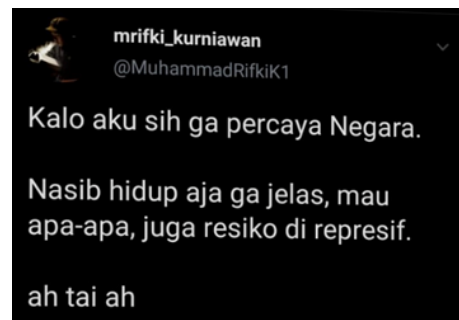 mrifki_kurniawan
@MuhammadRifkiK1
Kalo aku sih ga percaya Negara.
Nasib hidup aja ga jelas, mau
apa-apa, juga resiko di represif.
ah tai ah